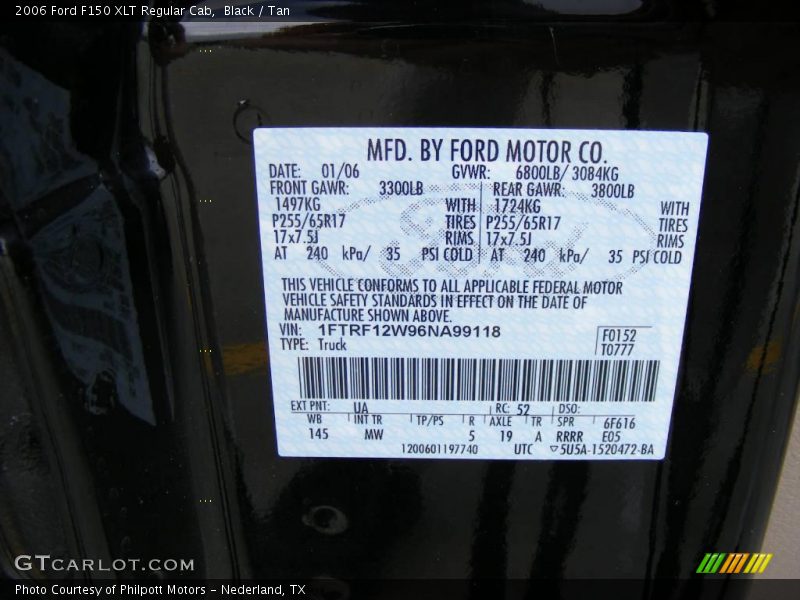 2006 Ford F150 XLT Regular Cab, Black / Tan
MFD. BY FORD MOTOR CO.
DATE: 01/06 GVWR: 6800LB/ 3084KG
FRONT GAWR: 3300LB REAR GAWR: 3800LB
1497KG WITH 1724KG WITH
P255/65R17 TIRES P255/65R17 TIRES
17x7.5J RIMS 17x7.5J RIMS
AT 240 kPa/ 35 PSI COLD AT 240 kPa/ 35 PSI COLD
THIS VEHICLE CONFORMS TO ALL APPLICABLE FEDERAL MOTOR
VEHICLE SAFETY STANDARDS IN EFFECT ON THE DATE OF
MANUFACTURE SHOWN ABOVE.
VIN: 1FTRF12W96NA99118 F0152
TYPE: Truck T0777
EXT PNT: UA RC: 52 DSO:
WB INT TR TP/PS R AXLE TR SPR 6F616
145 MW 5 19 A RRRR E05
1200601197740 UTC ▽5U5A-1520472-BA
GTCARLOT.COM
Photo Courtesy of Philpott Motors - Nederland, TX